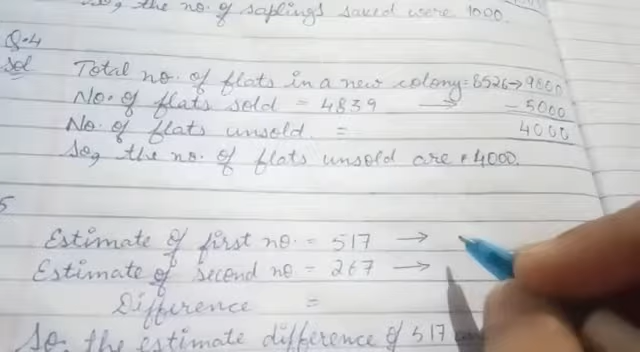 So, the no. of saplings saved were 1000.
Q.4
Sol Total no. of flats in a new colony = 8526 → 9000
No. of flats sold = 4839 → - 5000
No. of flats unsold = 4000
So, the no. of flats unsold are 4000.
5
Estimate of first no. = 517 →
Estimate of second no = 267 →
Difference =
So, the estimate difference of 517